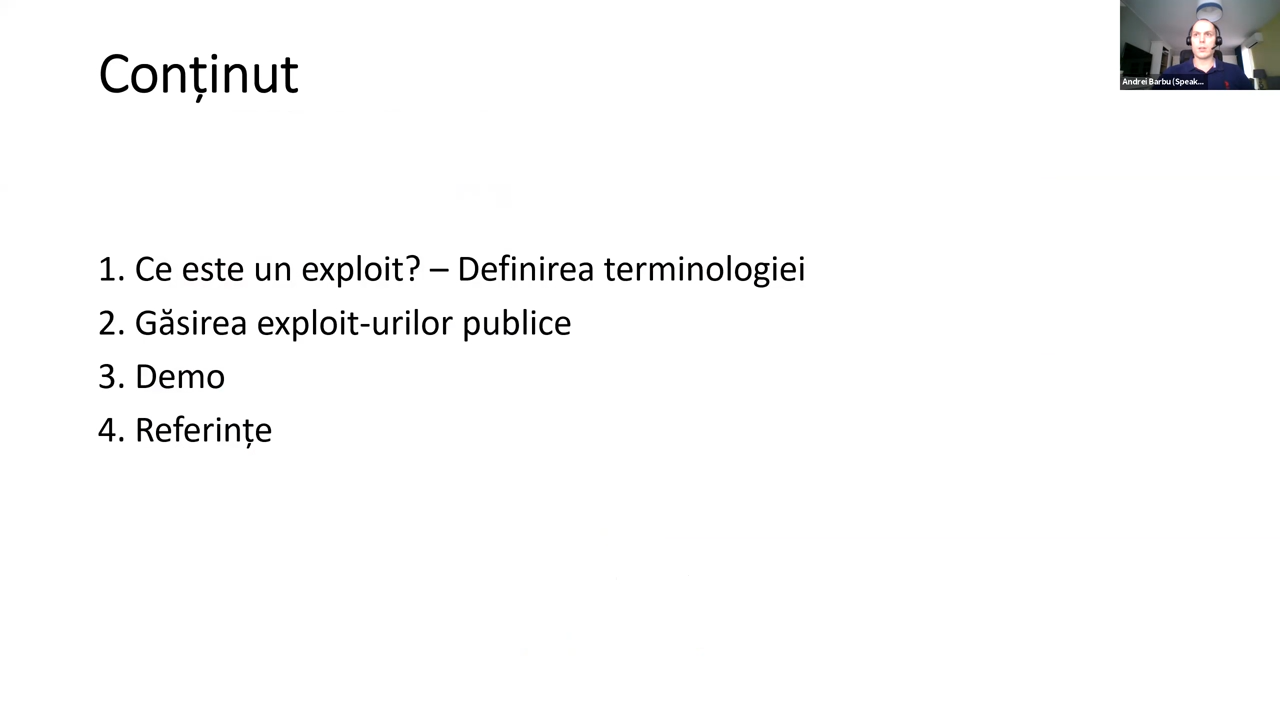 Conținut
Andrei Barbu (Speak...
1. Ce este un exploit? – Definirea terminologiei
2. Găsirea exploit-urilor publice
3. Demo
4. Referințe